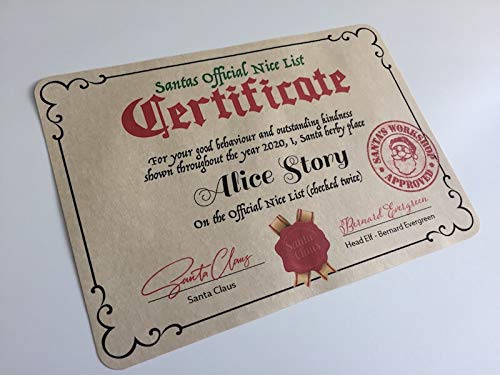 Santas Official Nice List
Certificate
For your good behaviour and outstanding kindness
shown throughout the year 2020, I, Santa herby place
Alice Story
On the Official Nice List (checked twice)
SANTA'S WORKSHOP
APPROVED
Santa Claus
Santa Claus
Santa
Claus
Bernard Evergreen
Head Elf - Bernard Evergreen